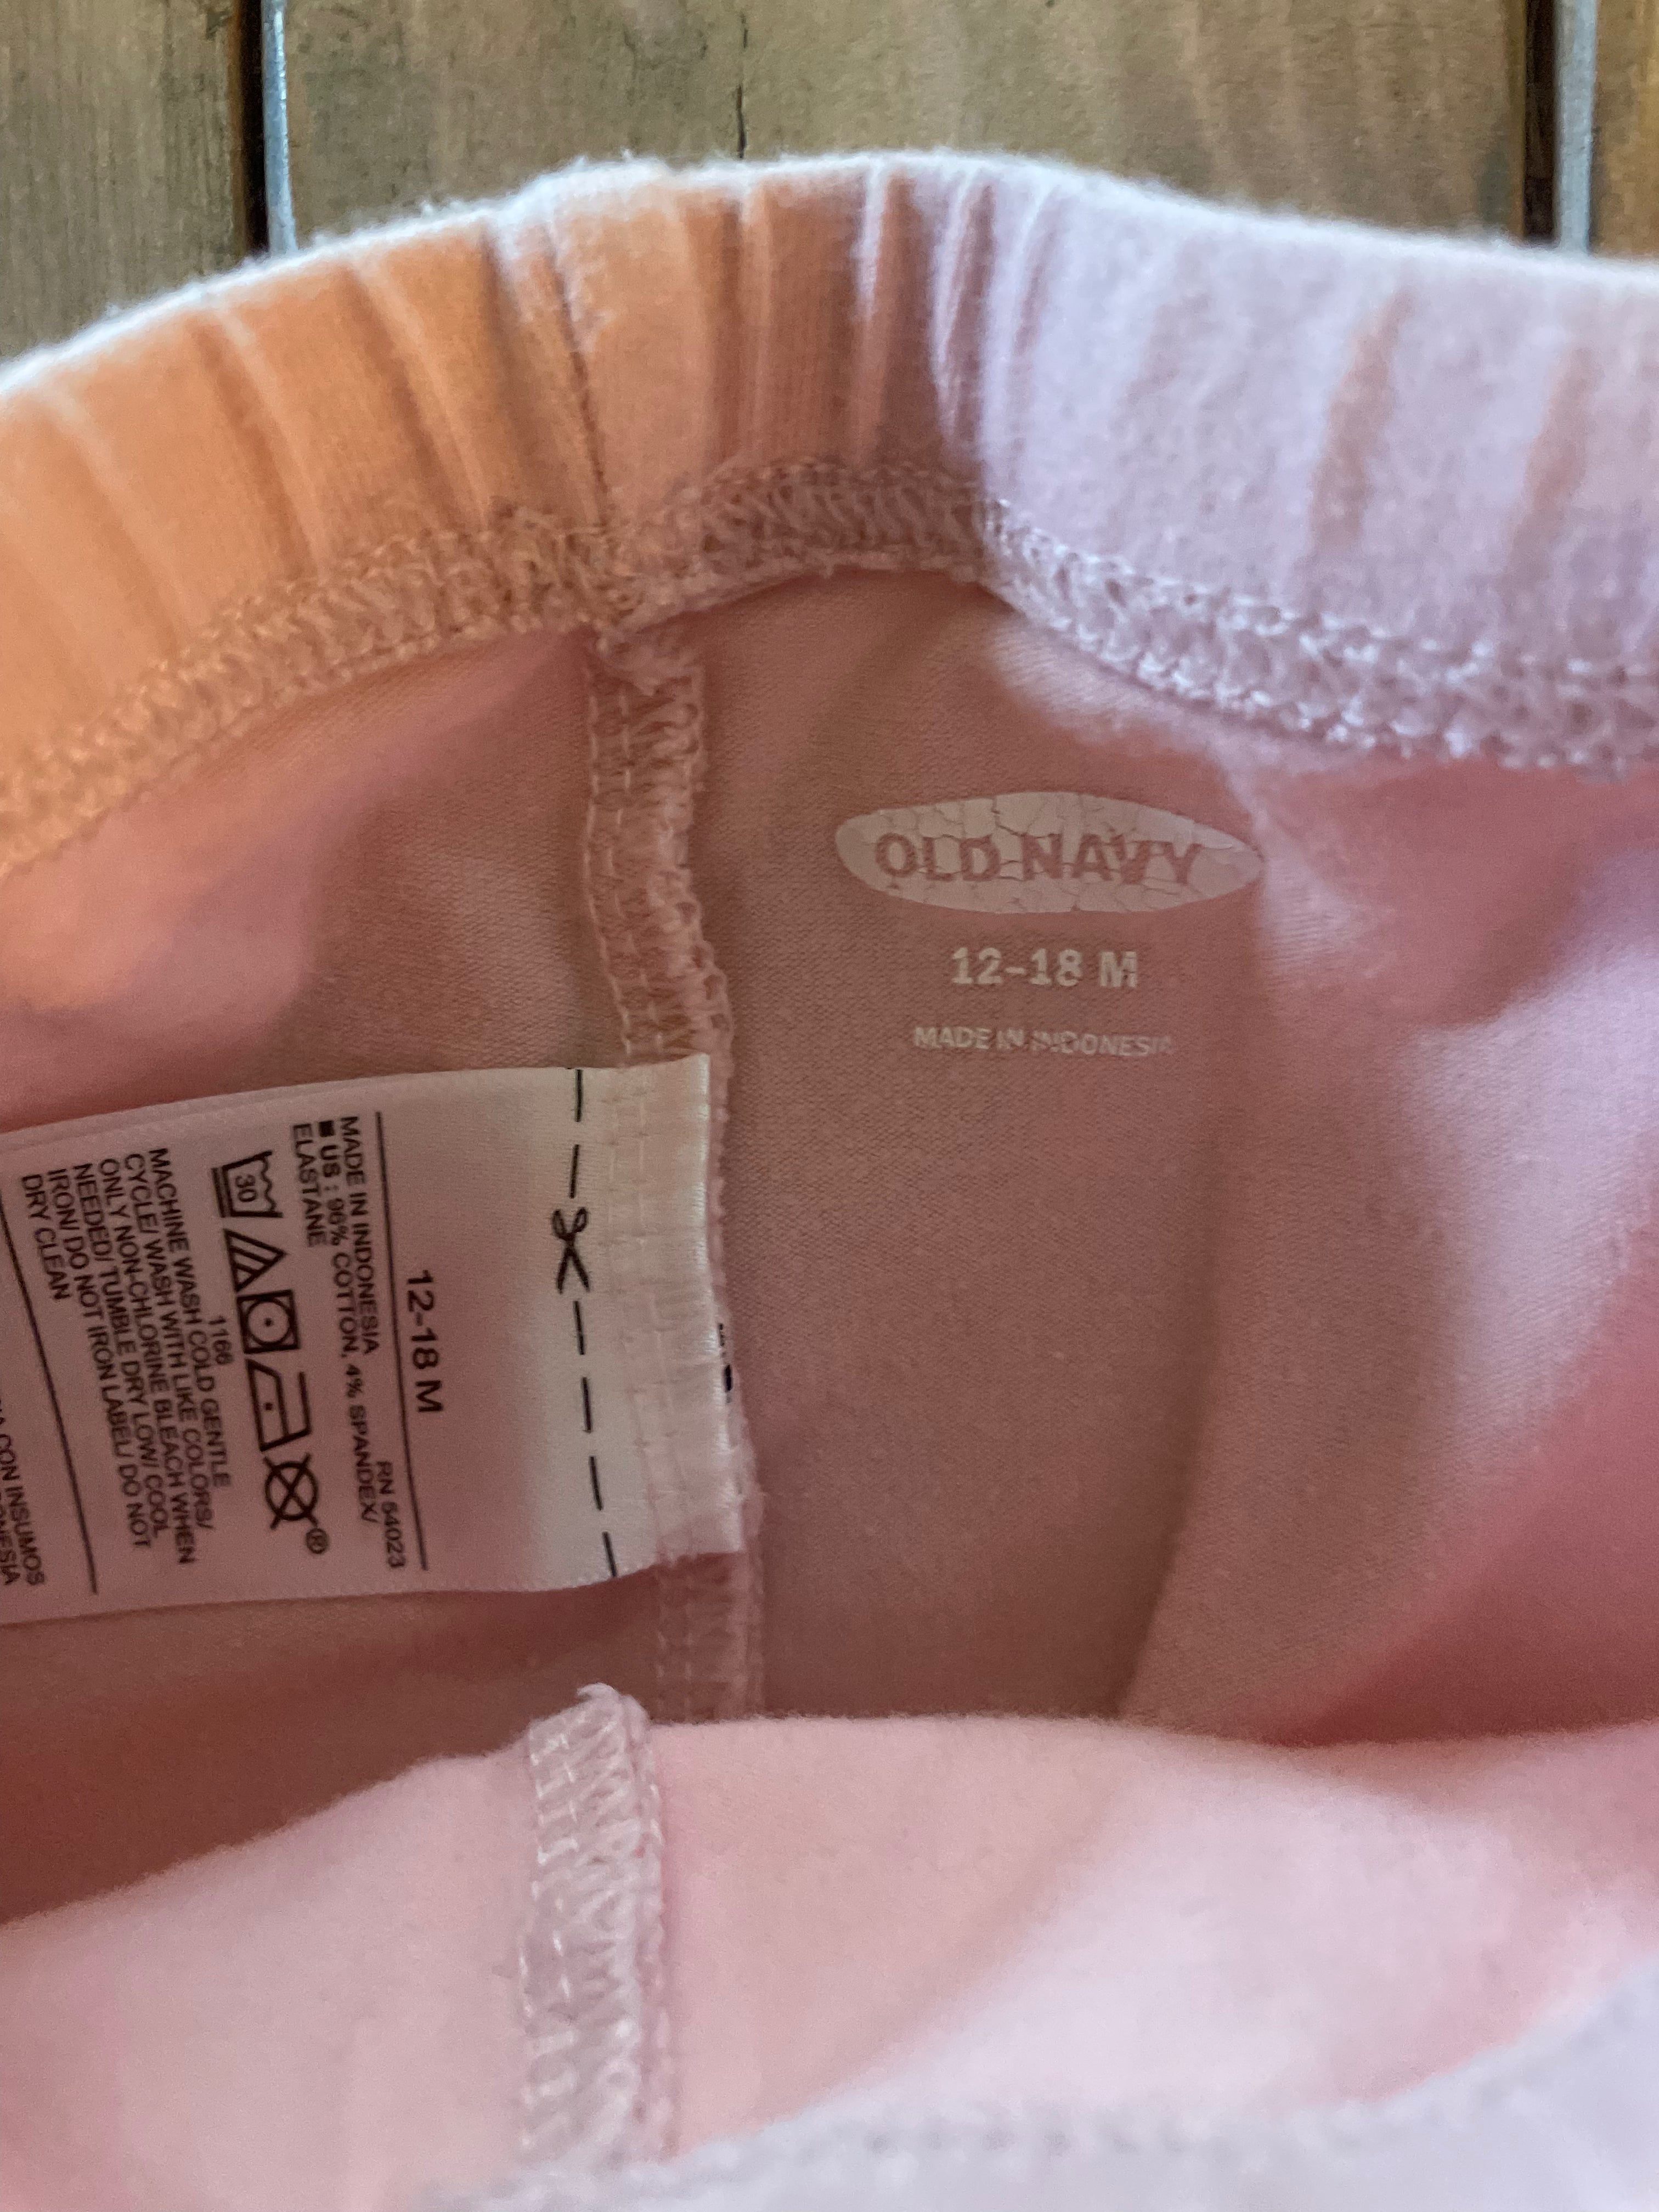 OLD NAVY
12-18 M
MADE IN INDONESIA
12-18 M
RN 54023
MADE IN INDONESIA
■ US : 96% COTTON, 4% SPANDEX/
ELASTANE
30
®
1166
MACHINE WASH COLD GENTLE
CYCLE/ WASH WITH LIKE COLORS/
ONLY NON-CHLORINE BLEACH WHEN
NEEDED/ TUMBLE DRY LOW/ COOL
IRON/ DO NOT IRON LABEL/ DO NOT
DRY CLEAN
CON INSUMOS